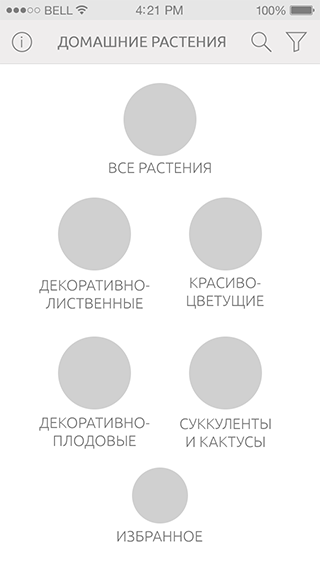 BELL 4:21 PM 100%
ДОМАШНИЕ РАСТЕНИЯ
ВСЕ РАСТЕНИЯ
ДЕКОРАТИВНО-
ЛИСТВЕННЫЕ
КРАСИВО-
ЦВЕТУЩИЕ
ДЕКОРАТИВНО-
ПЛОДОВЫЕ
СУККУЛЕНТЫ
И КАКТУСЫ
ИЗБРАННОЕ